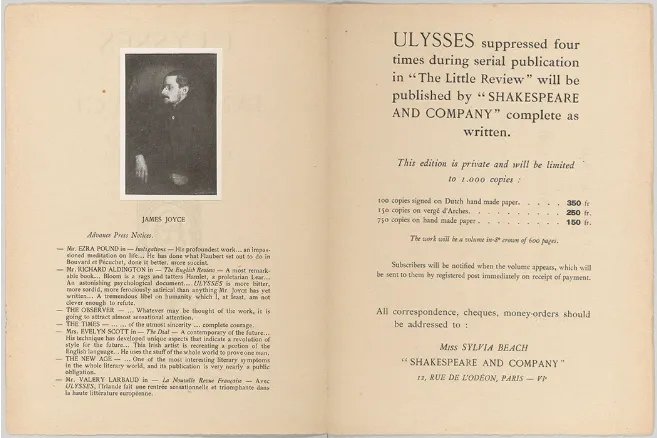 JAMES JOYCE
Advance Press Notices.
— Mr. EZRA POUND in — Instigations — His profoundest work... an impas-
sioned meditation on life... He has done what Flaubert set out to do in
Bouvard et Pécuchet, done it better, more succint.
— Mr. RICHARD ALDINGTON in — The English Review — A most remark-
able book... Bloom is a rags and tatters Hamlet, a proletarian Lear...
An astonishing psychological document... ULYSSES is more bitter,
more sordid, more ferociously satirical than anything Mr. Joyce has yet
written... A tremendous libel on humanity which I, at least, am not
clever enough to refute.
— THE OBSERVER — ... Whatever may be thought of the work, it is
going to attract almost sensational attention.
— THE TIMES — ... ... of the utmost sincerity ... complete courage.
— Mrs. EVELYN SCOTT in — The Dial — A contemporary of the future...
His technique has developed unique aspects that indicate a revolution of
style for the future... This Irish artist is recreating a portion of the
English language... He uses the stuff of the whole world to prove one man.
— THE NEW AGE — ... One of the most interesting literary symptoms
in the whole literary world, and its publication is very nearly a public
obligation.
— Mr. VALERY LARBAUD in — La Nouvelle Revue Française — Avec
ULYSSES, l'Irlande fait une rentrée sensationnelle et triomphante dans
la haute littérature européenne.
ULYSSES suppressed four
times during serial publication
in "The Little Review" will be
published by "SHAKESPEARE
AND COMPANY" complete as
written.
This edition is private and will be limited
to 1.000 copies :
100 copies signed on Dutch hand made paper. . . . . 350 fr
150 copies on vergé d'Arches. . . . . . . . . . 250 fr.
750 copies on hand made paper . . . . . . . . . 150 fr.
The work will be a volume in-8º crown of 600 pages.
Subscribers will be notified when the volume appears, which will
be sent to them by registered post immediately on receipt of payment.
All correspondence, cheques, money-orders should
be addressed to :
Miss SYLVIA BEACH
"SHAKESPEARE AND COMPANY"
12, RUE DE L'ODÉON, PARIS — VIᵉ